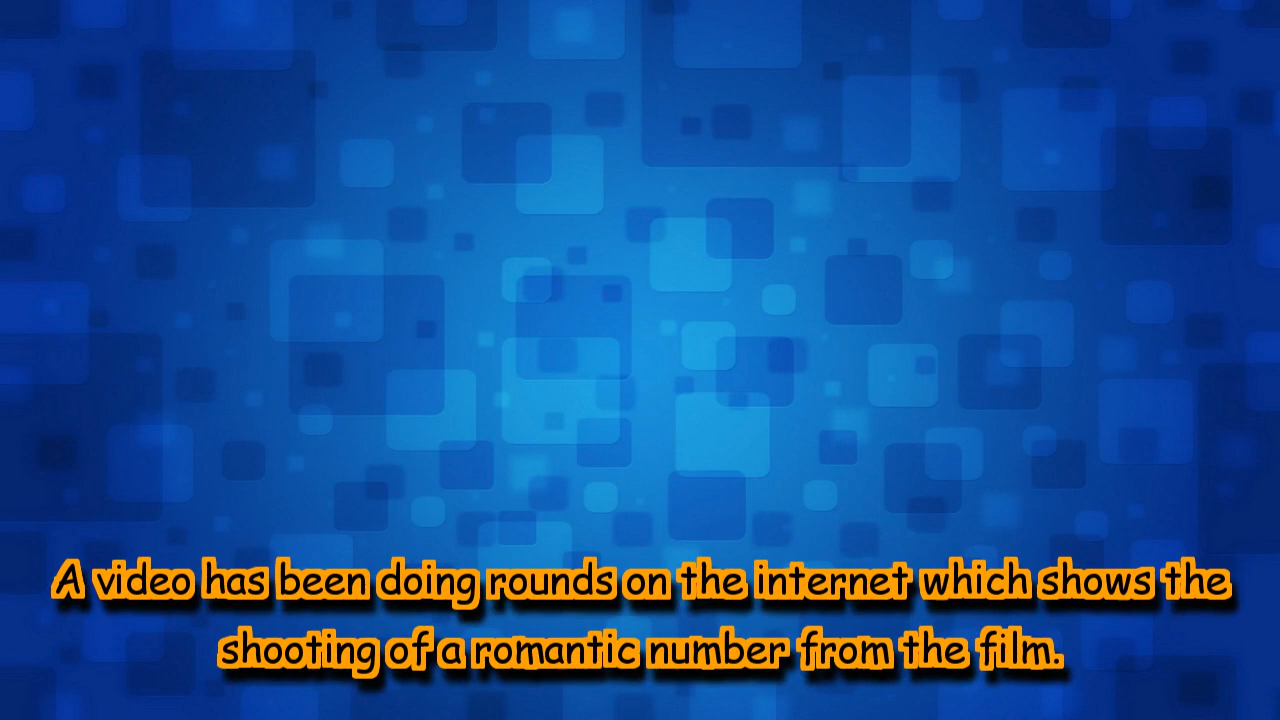 A video has been doing rounds on the internet which shows the
shooting of a romantic number from the film.